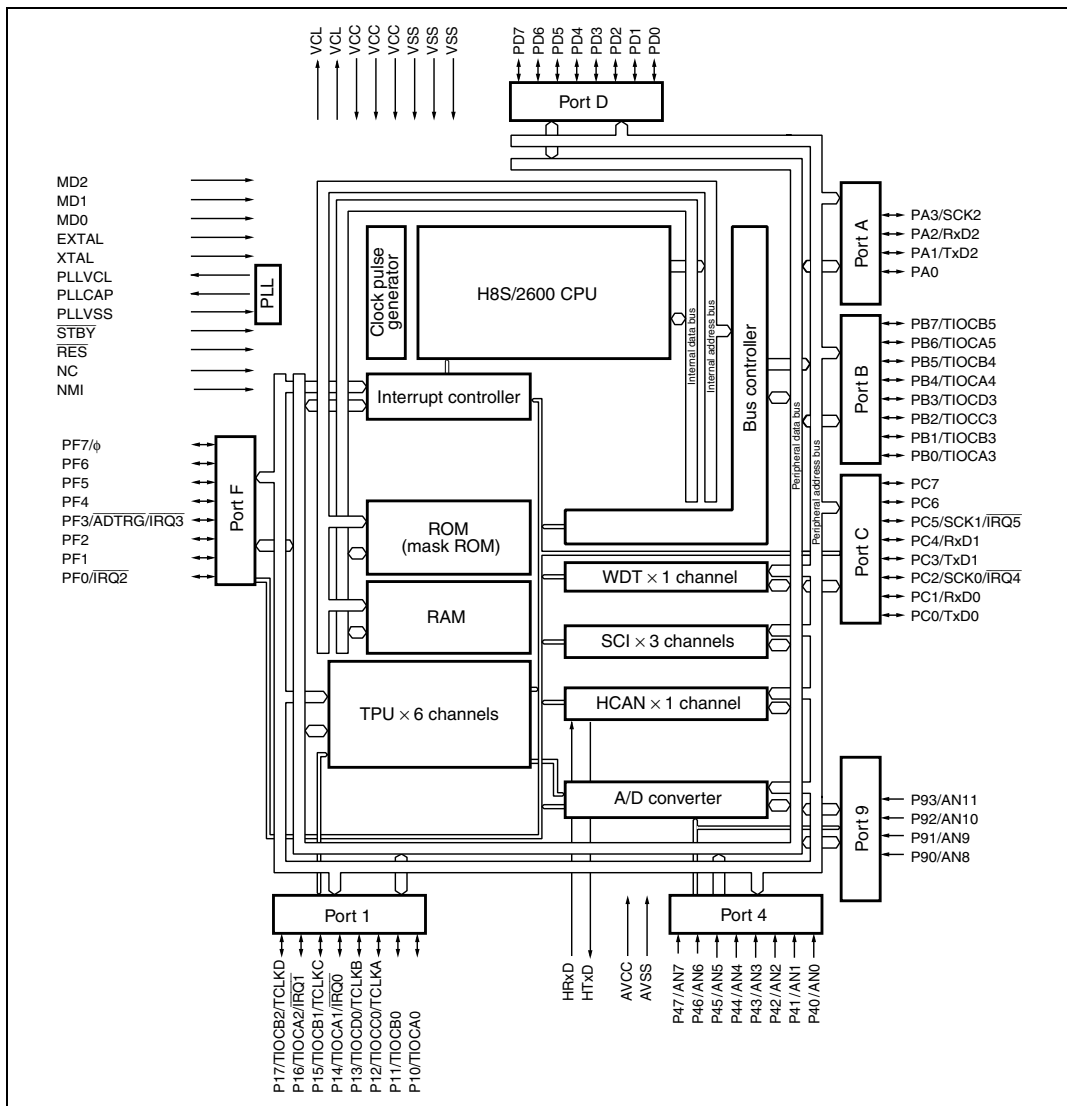 VCL
VCL
VCC
VCC
VCC
VSS
VSS
VSS
PD7
PD6
PD5
PD4
PD3
PD2
PD1
PD0
Port D
MD2
MD1
MD0
EXTAL
XTAL
PLLVCL
PLLCAP
PLLVSS
STBY
RES
NC
NMI
PLL
Clock pulse
generator
H8S/2600 CPU
Internal data bus
Internal address bus
Bus controller
Peripheral data bus
Peripheral address bus
Port A
PA3/SCK2
PA2/RxD2
PA1/TxD2
PA0
Port B
PB7/TIOCB5
PB6/TIOCA5
PB5/TIOCB4
PB4/TIOCA4
PB3/TIOCD3
PB2/TIOCC3
PB1/TIOCB3
PB0/TIOCA3
Interrupt controller
PF7/ϕ
PF6
PF5
PF4
PF3/ADTRG/IRQ3
PF2
PF1
PF0/IRQ2
Port F
ROM
(mask ROM)
RAM
TPU × 6 channels
WDT × 1 channel
SCI × 3 channels
HCAN × 1 channel
A/D converter
Port C
PC7
PC6
PC5/SCK1/IRQ5
PC4/RxD1
PC3/TxD1
PC2/SCK0/IRQ4
PC1/RxD0
PC0/TxD0
Port 9
P93/AN11
P92/AN10
P91/AN9
P90/AN8
Port 1
P17/TIOCB2/TCLKD
P16/TIOCA2/IRQ1
P15/TIOCB1/TCLKC
P14/TIOCA1/IRQ0
P13/TIOCD0/TCLKB
P12/TIOCC0/TCLKA
P11/TIOCB0
P10/TIOCA0
HRxD
HTxD
AVCC
AVSS
Port 4
P47/AN7
P46/AN6
P45/AN5
P44/AN4
P43/AN3
P42/AN2
P41/AN1
P40/AN0